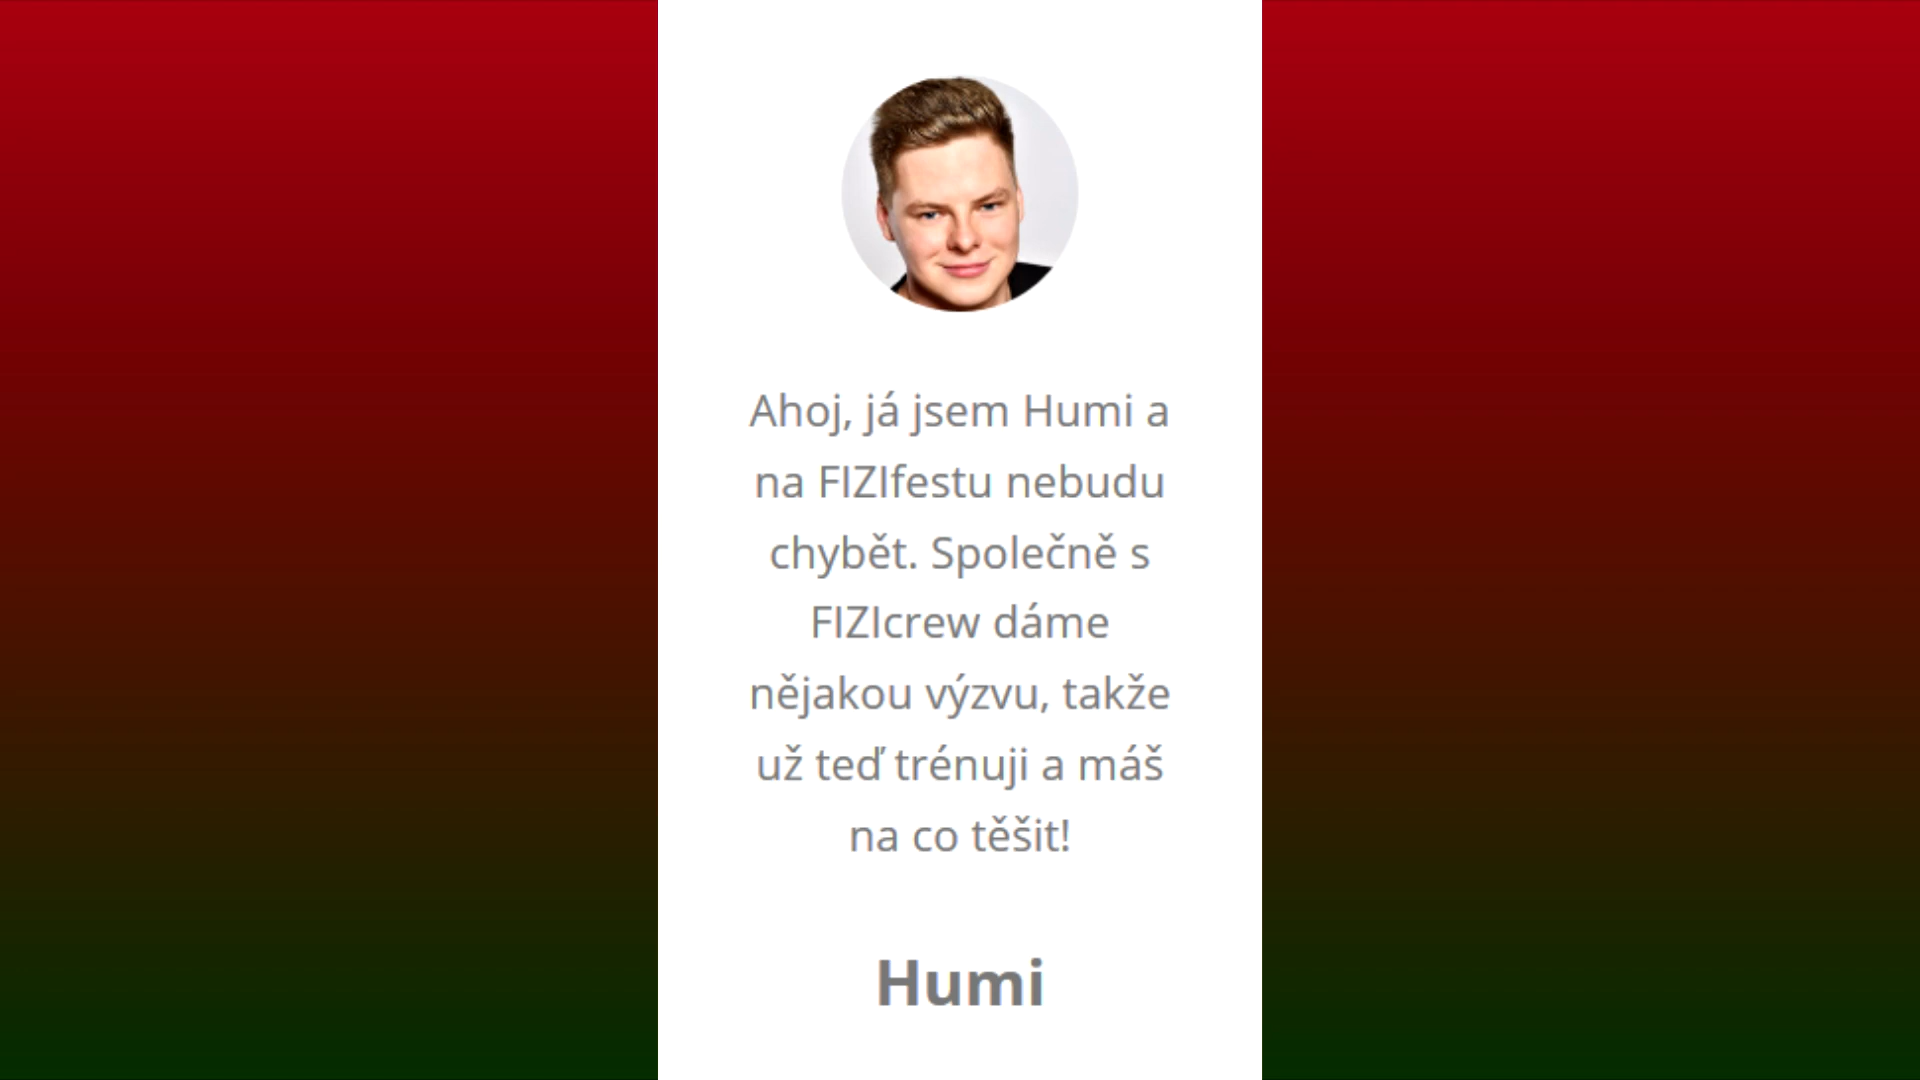 Ahoj, já jsem Humi a
na FIZIfestu nebudu
chybět. Společně s
FIZIcrew dáme
nějakou výzvu, takže
už teď trénuji a máš
na co těšit!
Humi